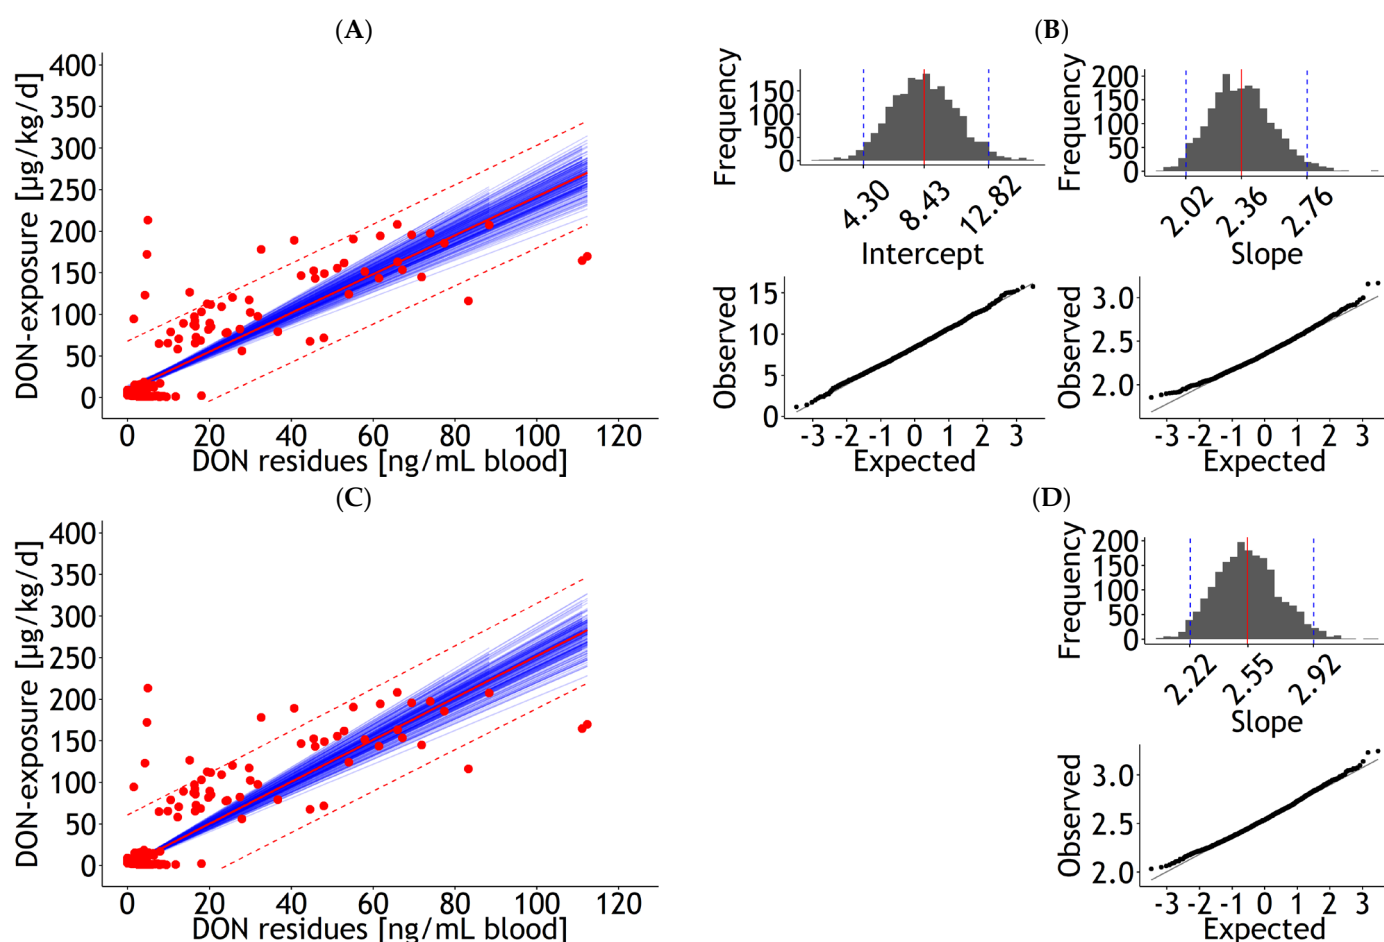 (A)
400
350
300
250
200
150
100
50
0
DON-exposure [µg/kg/d]
0 20 40 60 80 100 120
DON residues [ng/mL blood]
(B)
Frequency
150
100
50
0
4.30 8.43 12.82
Intercept
Frequency
200
150
100
50
0
2.02 2.36 2.76
Slope
Observed
15
10
5
0
-3 -2 -1 0 1 2 3
Expected
Observed
3.0
2.5
2.0
-3 -2 -1 0 1 2 3
Expected
(C)
400
350
300
250
200
150
100
50
0
DON-exposure [µg/kg/d]
0 20 40 60 80 100 120
DON residues [ng/mL blood]
(D)
Frequency
200
150
100
50
0
2.22 2.55 2.92
Slope
Observed
3.0
2.5
2.0
-3 -2 -1 0 1 2 3
Expected